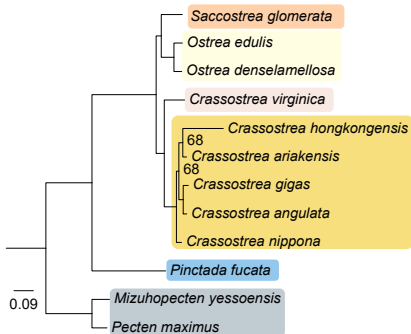 Saccostrea glomerata
Ostrea edulis
Ostrea denselamellosa
Crassostrea virginica
Crassostrea hongkongensis
68
Crassostrea ariakensis
68
Crassostrea gigas
Crassostrea angulata
Crassostrea nippona
Pinctada fucata
0.09
Mizuhopecten yessoensis
Pecten maximus